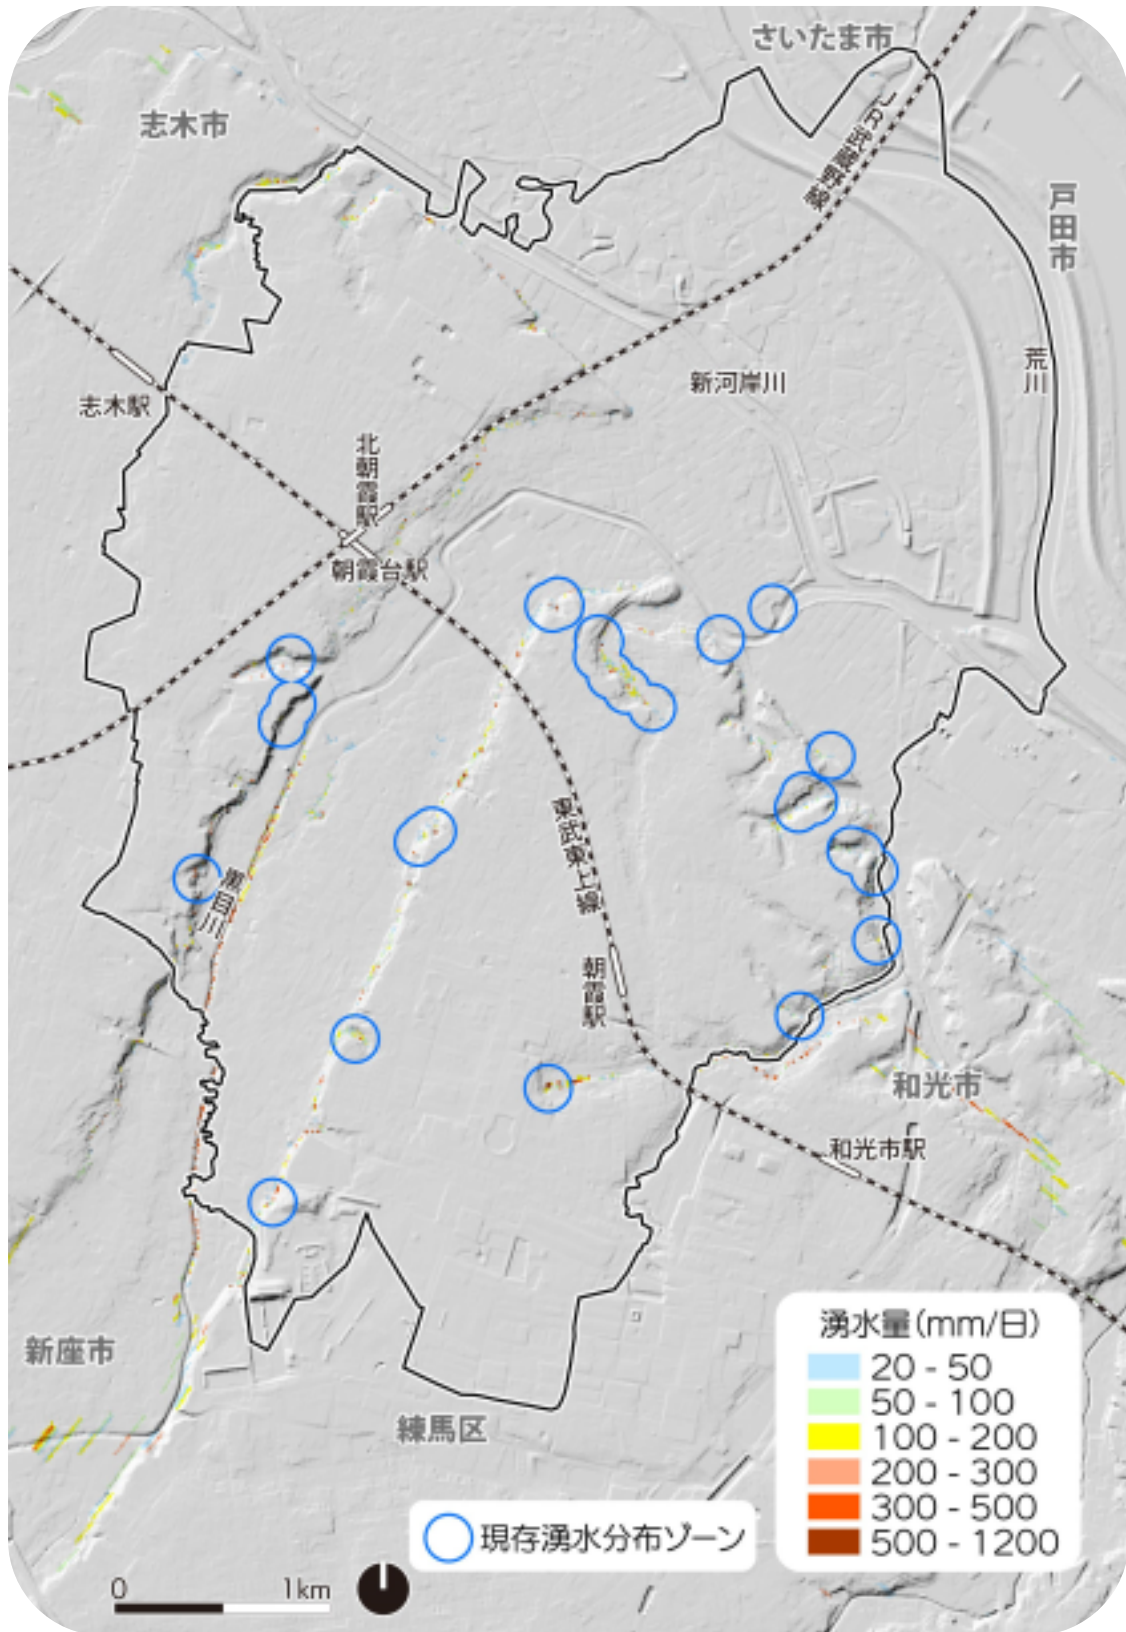 さいたま市
志木市
JR武蔵野線
戸田市
荒川
新河岸川
志木駅
北朝霞駅
朝霞台駅
東武東上線
黒目川
朝霞駅
和光市
和光市駅
新座市
練馬区
湧水量(mm/日)
20 - 50
50 - 100
100 - 200
200 - 300
300 - 500
500 - 1200
現存湧水分布ゾーン
0 1km